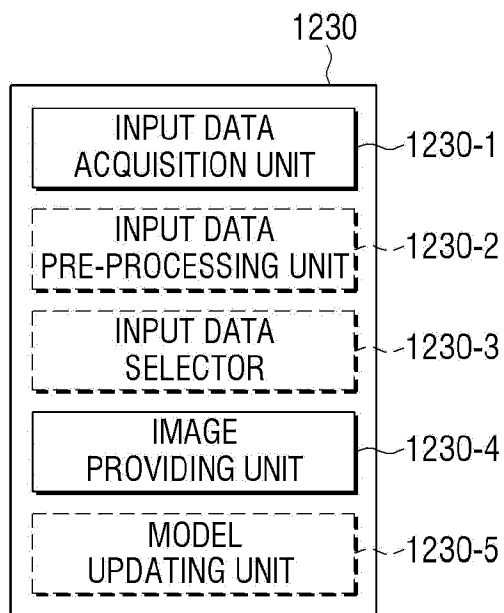 1230
INPUT DATA
ACQUISITION UNIT
1230-1
INPUT DATA
PRE-PROCESSING UNIT
1230-2
INPUT DATA
SELECTOR
1230-3
IMAGE
PROVIDING UNIT
1230-4
MODEL
UPDATING UNIT
1230-5